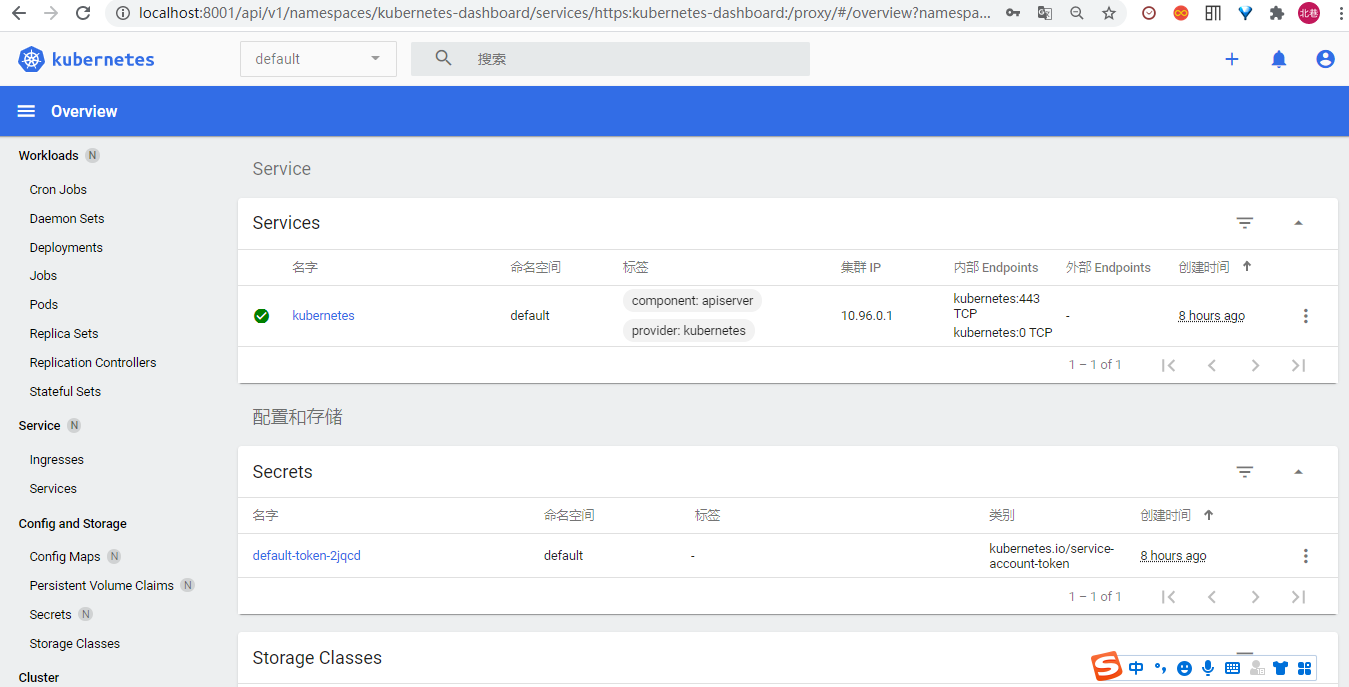 localhost:8001/api/v1/namespaces/kubernetes-dashboard/services/https:kubernetes-dashboard:/proxy/#/overview?namespa...
北巷
kubernetes
default
搜索
Overview
Workloads N
Cron Jobs
Daemon Sets
Deployments
Jobs
Pods
Replica Sets
Replication Controllers
Stateful Sets
Service N
Ingresses
Services
Config and Storage
Config Maps N
Persistent Volume Claims N
Secrets N
Storage Classes
Cluster
Service
Services
名字 命名空间 标签 集群 IP 内部 Endpoints 外部 Endpoints 创建时间
kubernetes default component: apiserver 10.96.0.1 kubernetes:443 - 8 hours ago
TCP
provider: kubernetes kubernetes:0 TCP
1 – 1 of 1
配置和存储
Secrets
名字 命名空间 标签 类别 创建时间
default-token-2jqcd default - kubernetes.io/service- 8 hours ago
account-token
1 – 1 of 1
Storage Classes
S 中